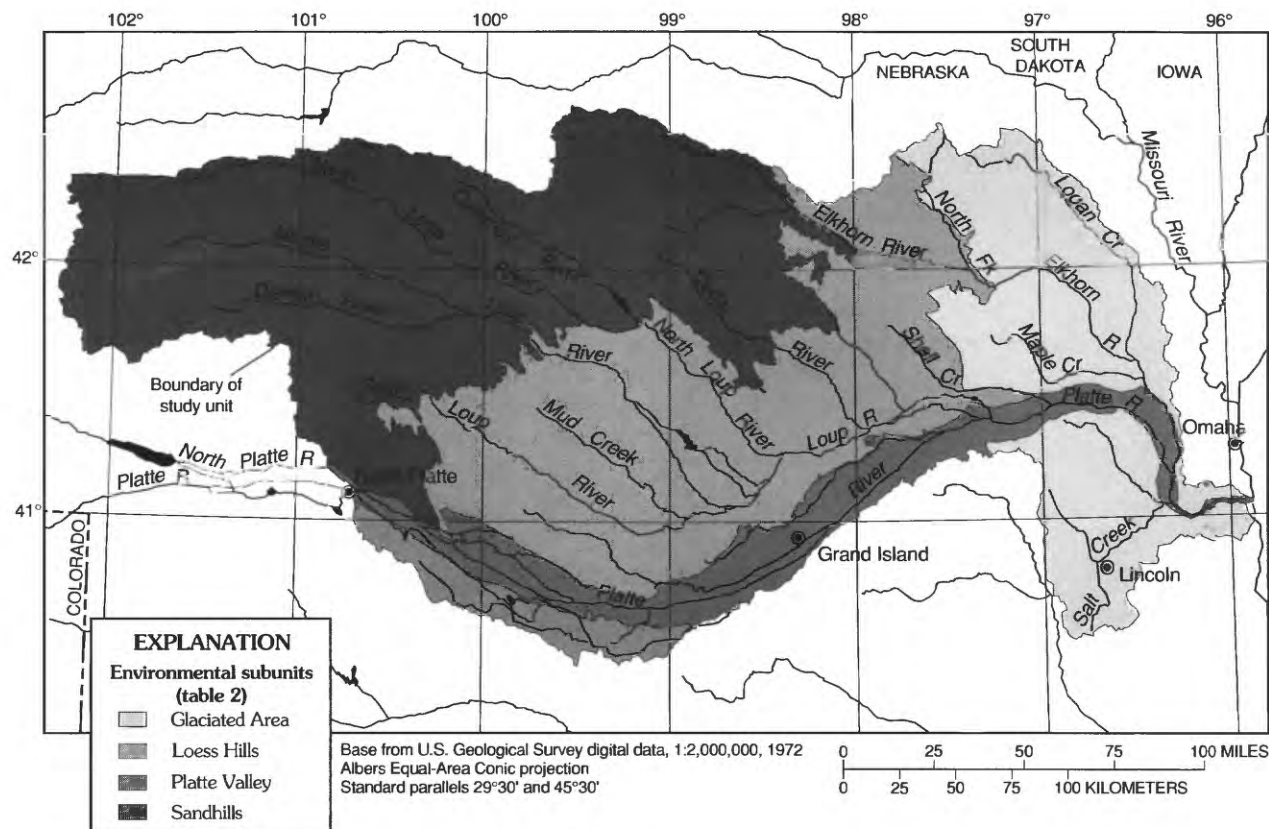 102°
101°
100°
99°
98°
97°
96°
SOUTH
DAKOTA
NEBRASKA
IOWA
Missouri
River
Logan Cr
North
Fk
Elkhorn River
42°
Elkhorn
R
Maple Cr
Shell
Cr
North Loup
River
River
River
Loup R
Loup
River
Mud Creek
Boundary of
study unit
Platte R
Omaha
North Platte R
Platte R
River
41°
Grand Island
Platte
Creek
Salt
Lincoln
COLORADO
EXPLANATION
Environmental subunits
(table 2)
Glaciated Area
Loess Hills
Platte Valley
Sandhills
Base from U.S. Geological Survey digital data, 1:2,000,000, 1972
Albers Equal-Area Conic projection
Standard parallels 29°30' and 45°30'
0 25 50 75 100 MILES
0 25 50 75 100 KILOMETERS